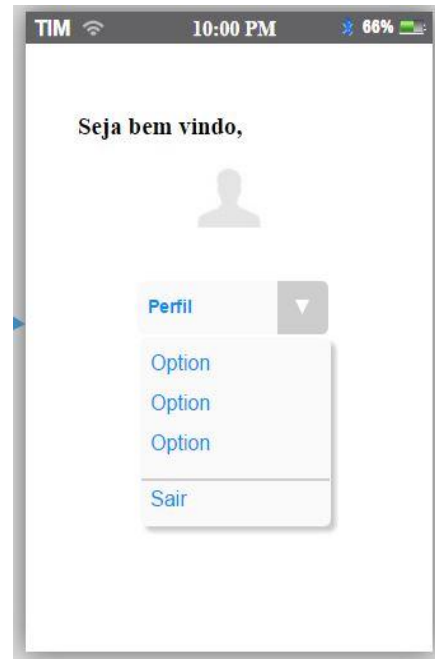 TIM 10:00 PM 66%
Seja bem vindo,
Perfil
Option
Option
Option
Sair